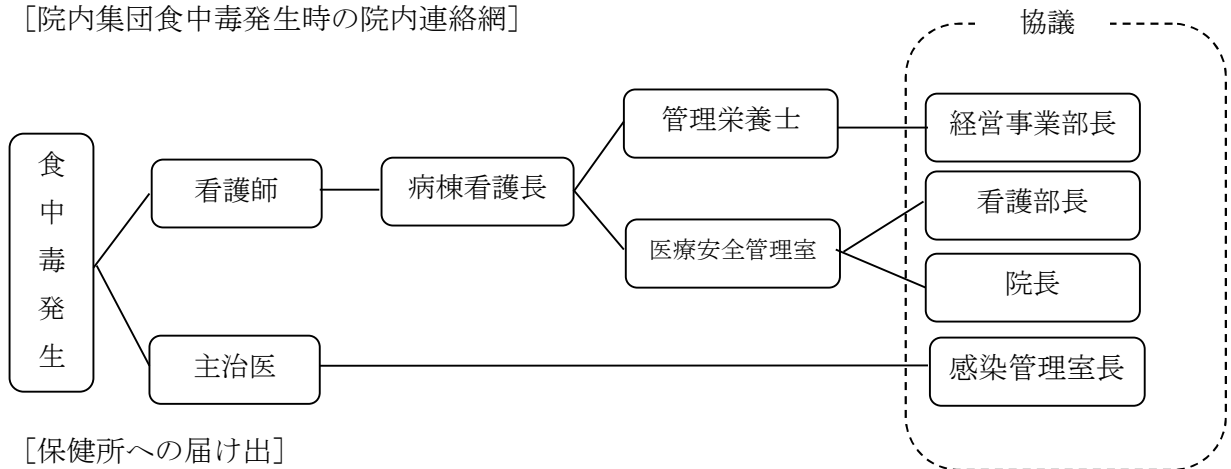 [院内集団食中毒発生時の院内連絡網]
協議
食中毒発生
看護師
病棟看護長
管理栄養士
医療安全管理室
経営事業部長
看護部長
院長
主治医
感染管理室長
[保健所への届け出]